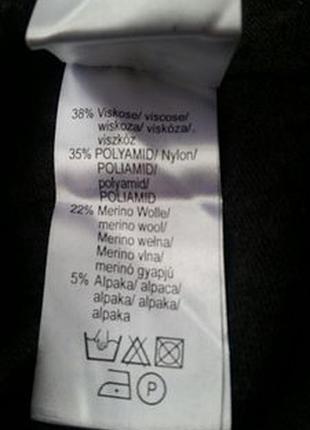 38% Viskose/ viscose/
wiskoza/ viskóza/
viszkóz
35% POLYAMID/ Nylon/
POLIAMID/
polyamid/
POLIAMID
22% Merino Wolle/
merino wool/
Merino wełna/
Merino vlna/
merinó gyapjú
5% Alpaka/ alpaca/
alpaka/ alpaka/
alpaka
P